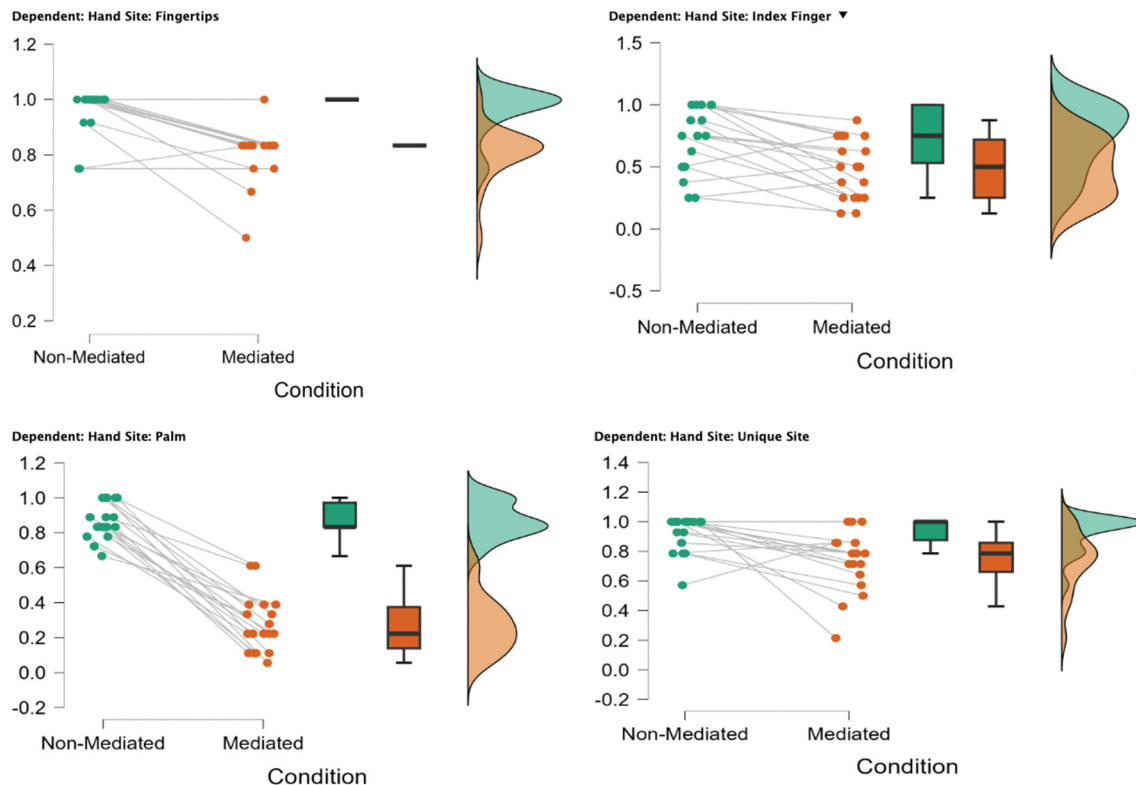 Dependent: Hand Site: Fingertips
1.2
1.0
0.8
0.6
0.4
0.2
Non-Mediated Mediated
Condition
Dependent: Hand Site: Index Finger ▼
1.5
1.0
0.5
0.0
-0.5
Non-Mediated Mediated
Condition
Dependent: Hand Site: Palm
1.2
1.0
0.8
0.6
0.4
0.2
0.0
-0.2
Non-Mediated Mediated
Condition
Dependent: Hand Site: Unique Site
1.4
1.2
1.0
0.8
0.6
0.4
0.2
0.0
-0.2
Non-Mediated Mediated
Condition